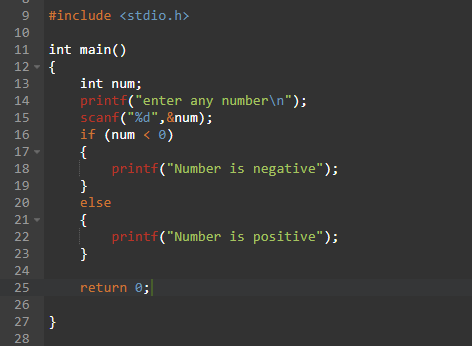 9 #include <stdio.h>
10
11 int main()
12 {
13     int num;
14     printf("enter any number\n");
15     scanf("%d",&num);
16     if (num < 0)
17     {
18         printf("Number is negative");
19     }
20     else
21     {
22         printf("Number is positive");
23     }
24
25     return 0;
26
27 }
28